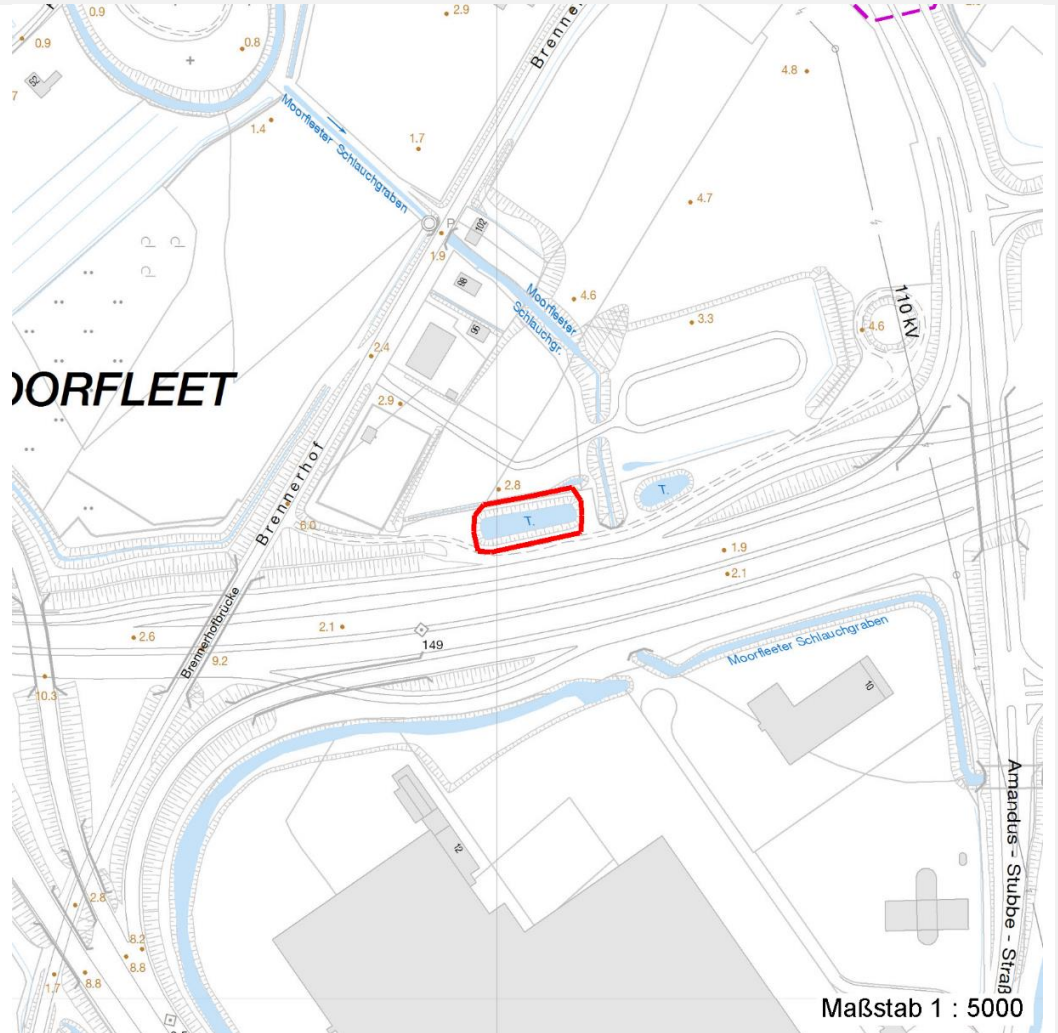 0.9
2.9
0.9
0.8
Brenne
4.8
52
7
1.4
Moorfleeter Schlauchgraben
1.7
4.7
P
102
1.9
88
Moorfleeter
Schlauchgr.
4.6
96
3.3
110 kV
4.6
2.4
OORFLEET
2.9
Brennerhof
2.8
T.
T.
6.0
1.9
2.1
Brennerhofbrücke
2.1
2.6
149
Moorfleeter Schlauchgraben
9.2
10.3
10
Amandus - Stubbe - Straß
12
2.8
8.2
8.8
8.8
1.7
Maßstab 1 : 5000